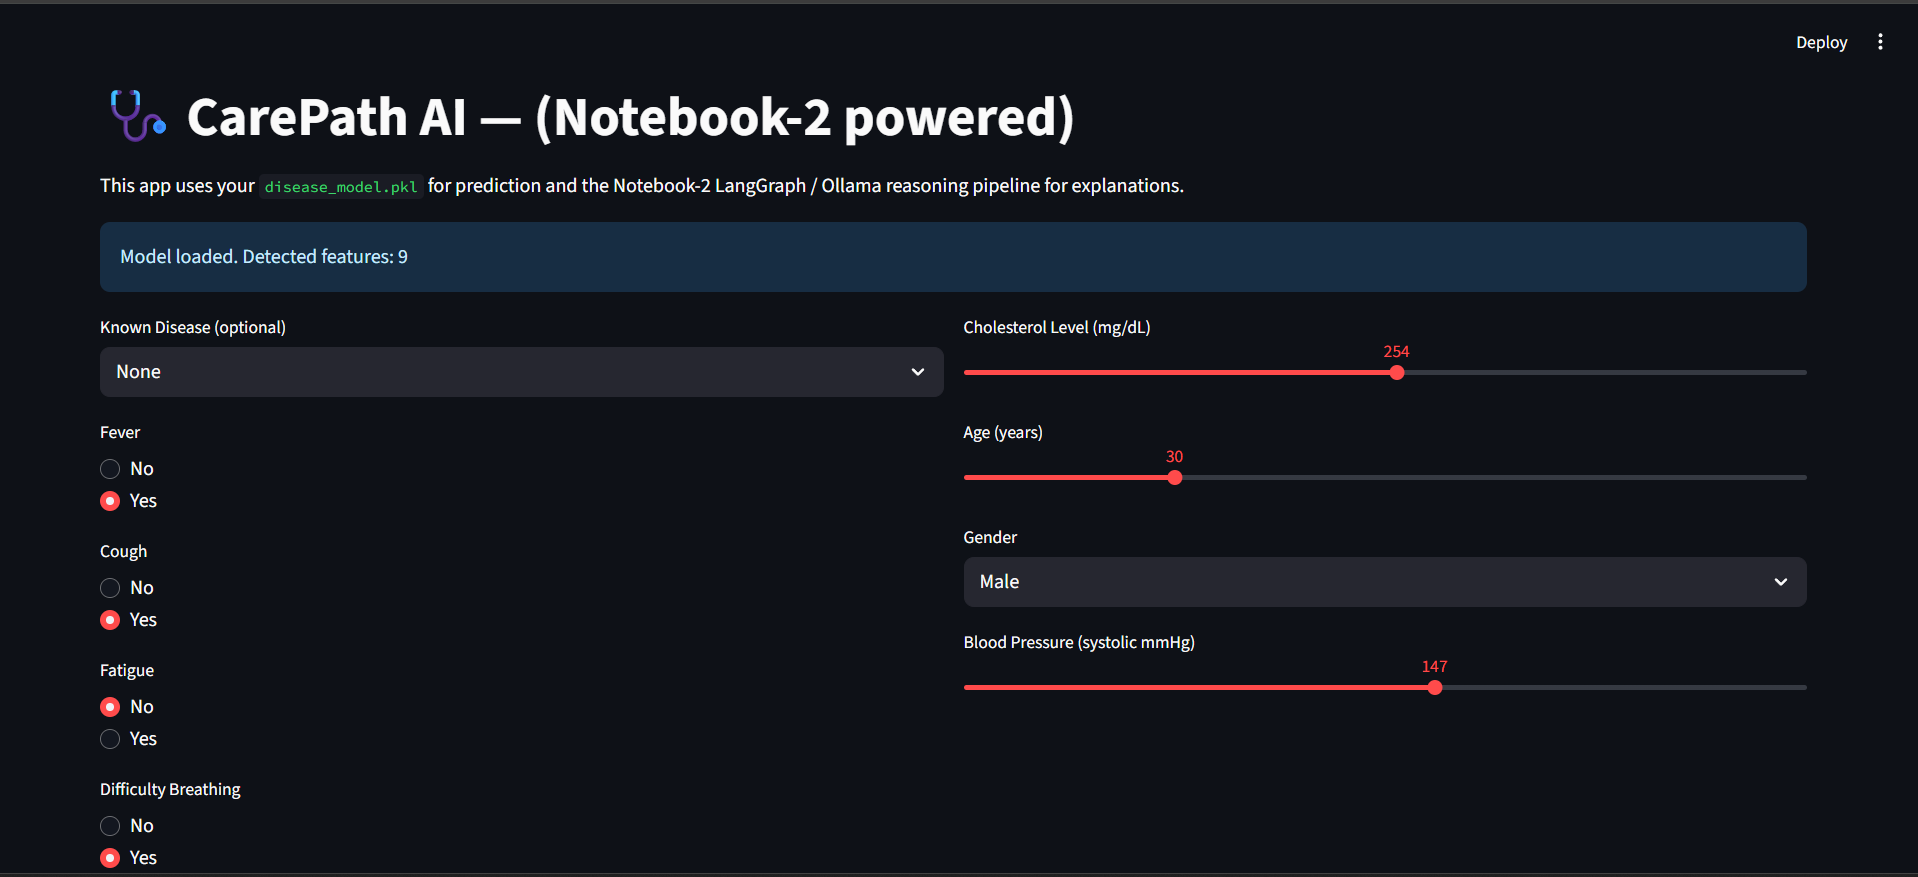 Deploy
CarePath AI — (Notebook-2 powered)
This app uses your disease_model.pkl for prediction and the Notebook-2 LangGraph / Ollama reasoning pipeline for explanations.
Model loaded. Detected features: 9
Known Disease (optional)
None
Fever
No
Yes
Cough
No
Yes
Fatigue
No
Yes
Difficulty Breathing
No
Yes
Cholesterol Level (mg/dL)
254
Age (years)
30
Gender
Male
Blood Pressure (systolic mmHg)
147